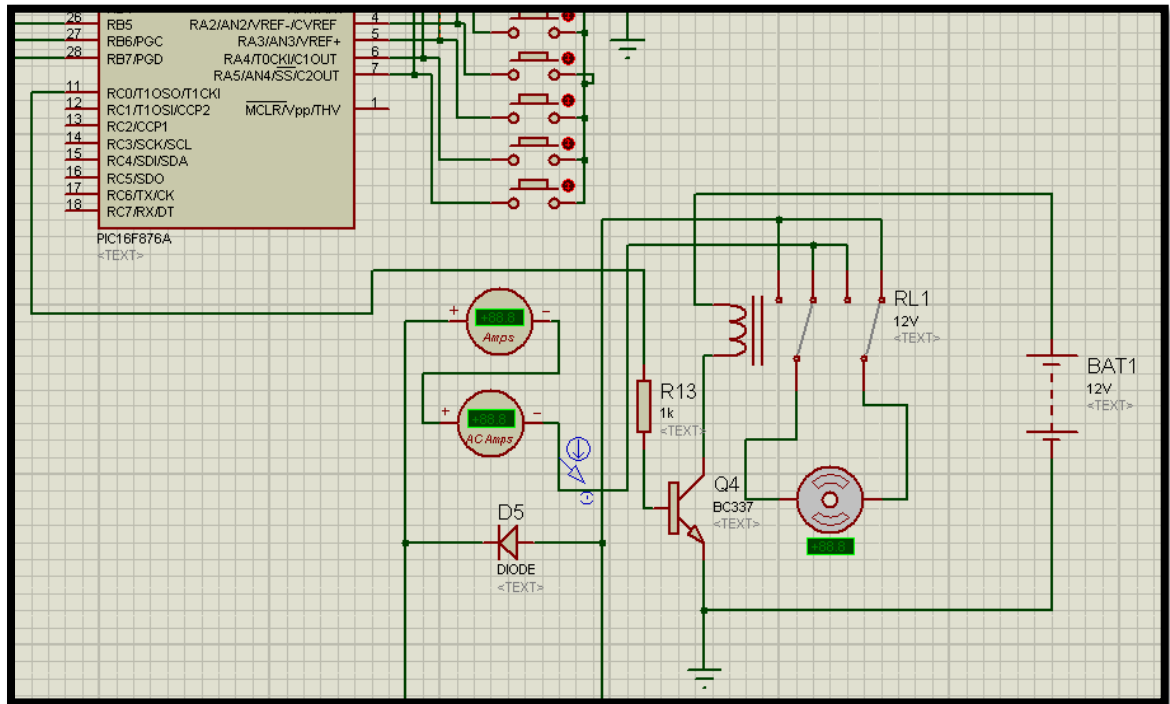 26
RB5
RA2/AN2/VREF-/CVREF
4
27
RB6/PGC
RA3/AN3/VREF+
5
28
RB7/PGD
RA4/T0CKI/C1OUT
6
RA5/AN4/SS/C2OUT
7
11
RC0/T1OSO/T1CKI
12
RC1/T1OSI/CCP2
MCLR/Vpp/THV
1
13
RC2/CCP1
14
RC3/SCK/SCL
15
RC4/SDI/SDA
16
RC5/SDO
17
RC6/TX/CK
18
RC7/RX/DT
PIC16F876A
<TEXT>
+88.8
Amps
+88.8
AC Amps
RL1
12V
<TEXT>
BAT1
12V
<TEXT>
R13
1k
<TEXT>
Q4
BC337
<TEXT>
+88.8
D5
DIODE
<TEXT>